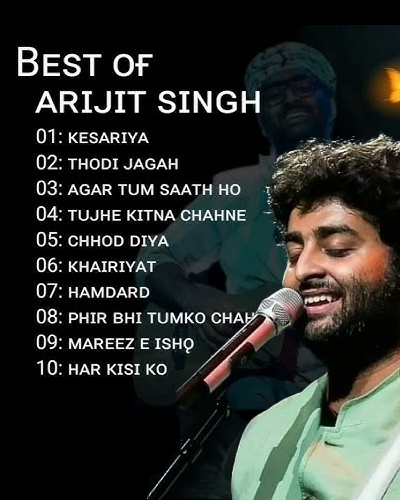 Best of
ARIJIT SINGH
01: KESARIYA
02: THODI JAGAH
03: AGAR TUM SAATH HO
04: TUJHE KITNA CHAHNE
05: CHHOD DIYA
06: KHAIRIYAT
07: HAMDARD
08: PHIR BHI TUMKO CHAH
09: MAREEZ E ISHQ
10: HAR KISI KO